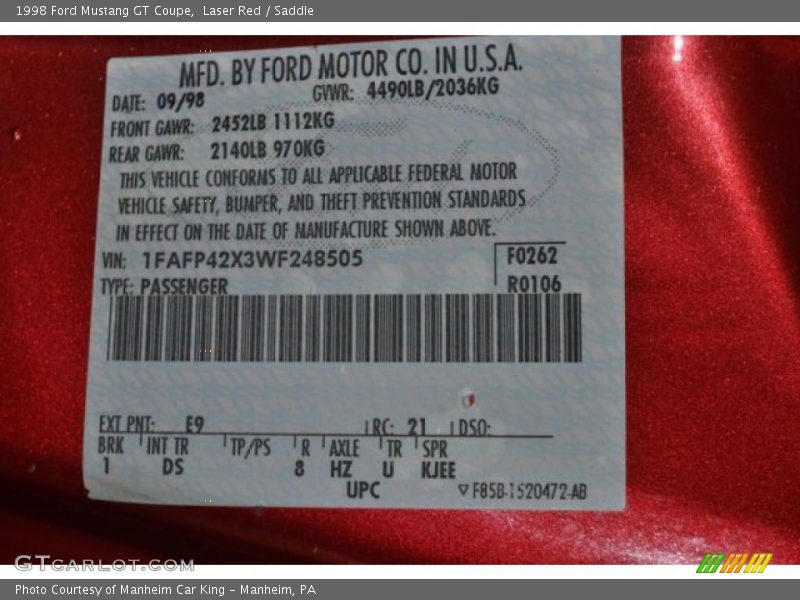 1998 Ford Mustang GT Coupe,  Laser Red / Saddle
MFD. BY FORD MOTOR CO. IN U.S.A.
DATE: 09/98 GVWR: 4490LB/2036KG
FRONT GAWR: 2452LB 1112KG
REAR GAWR: 2140LB 970KG
THIS VEHICLE CONFORMS TO ALL APPLICABLE FEDERAL MOTOR
VEHICLE SAFETY, BUMPER, AND THEFT PREVENTION STANDARDS
IN EFFECT ON THE DATE OF MANUFACTURE SHOWN ABOVE.
VIN: 1FAFP42X3WF248505 F0262
TYPE: PASSENGER R0106
EXT PNT: E9 RC: 21 DSO:
BRK INT TR TP/PS R AXLE TR SPR
1 DS 8 HZ U KJEE
UPC ▽F85B-1520472-AB
GTCARLOT.COM
Photo Courtesy of Manheim Car King - Manheim, PA